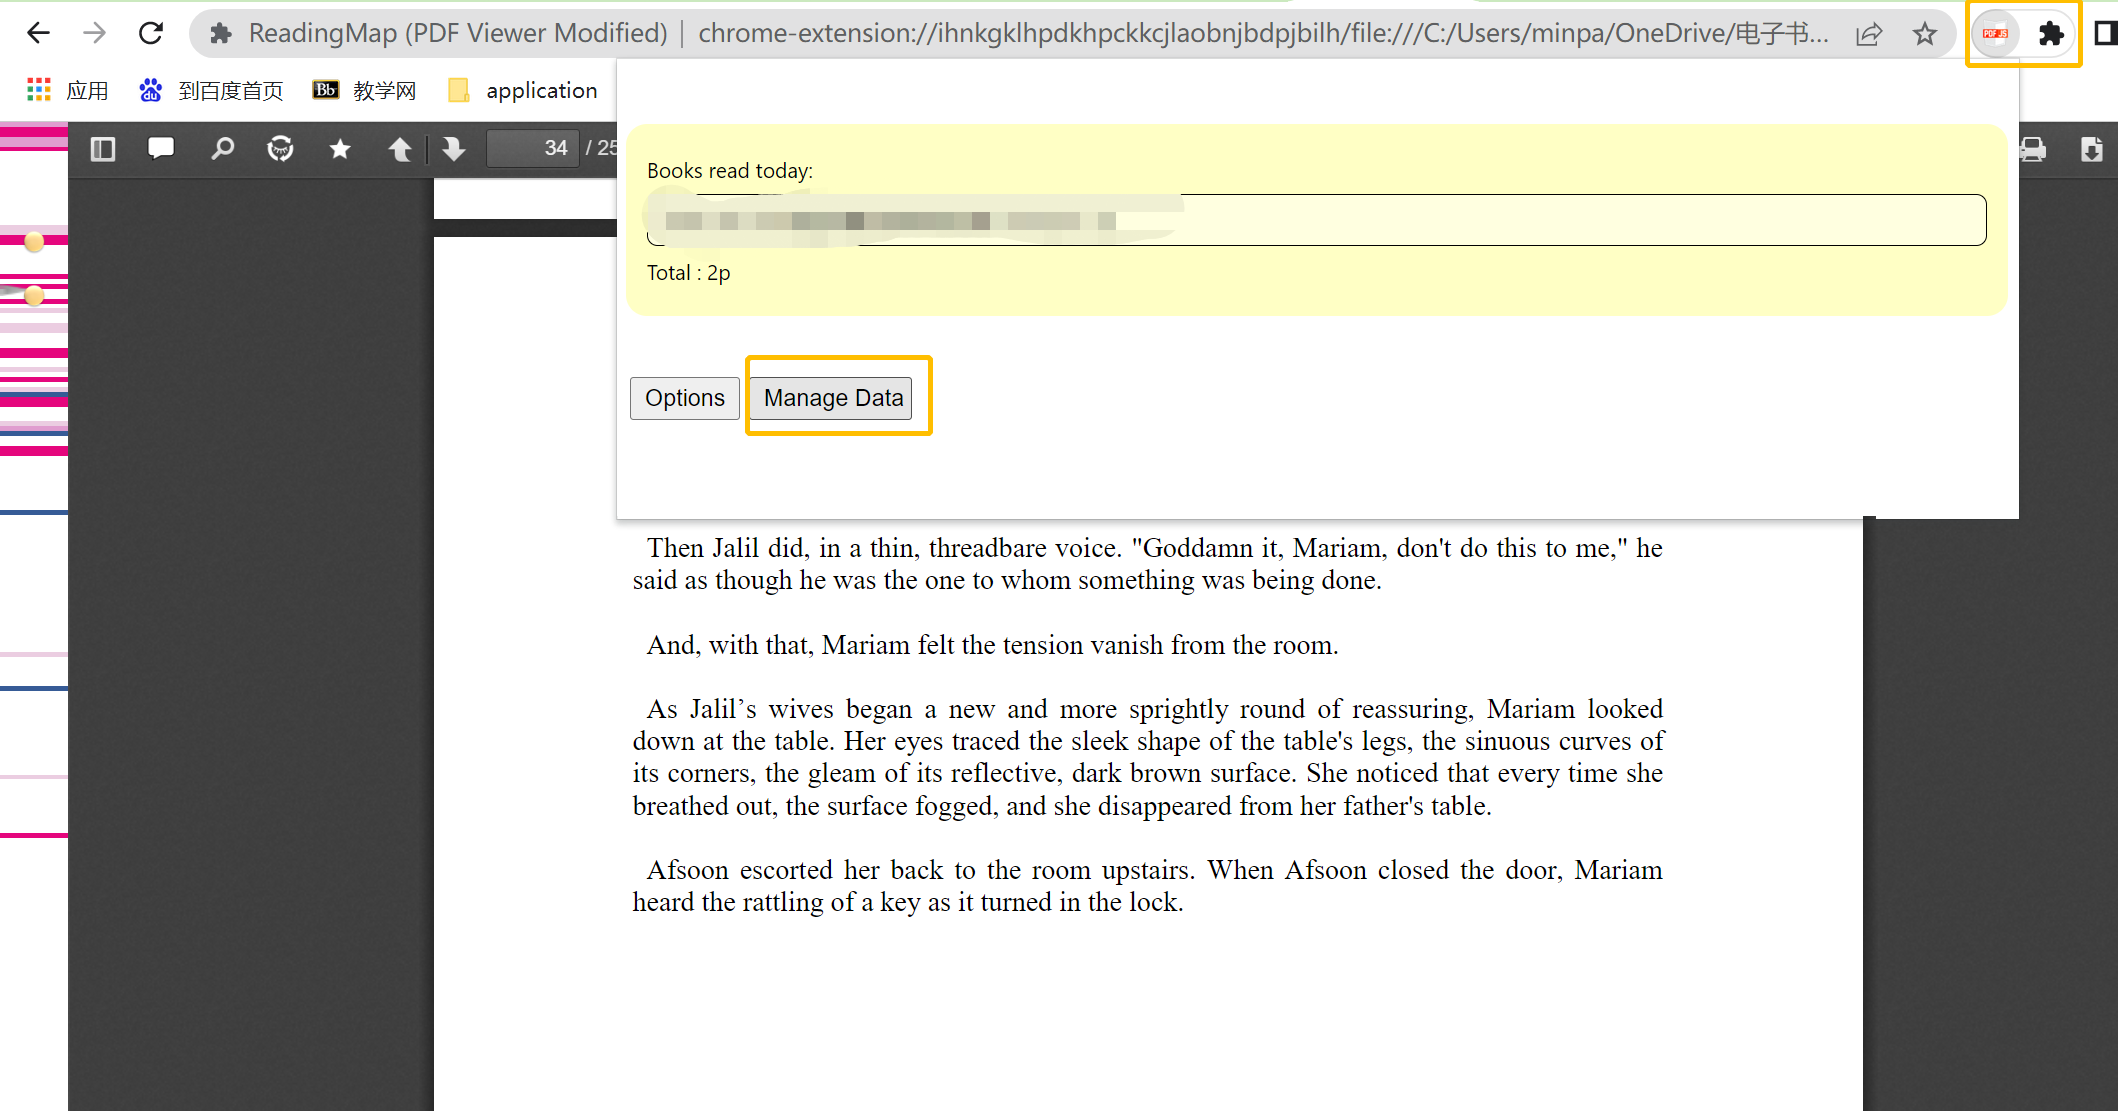 ReadingMap (PDF Viewer Modified) | chrome-extension://ihnkgklhpdkhpckkcjlaobnjbdpjbilh/file:///C:/Users/minpa/OneDrive/电子书...
PDF JS
应用 du 到百度首页 Bb 教学网 application
34 / 25
Books read today:
Total : 2p
Options Manage Data
Then Jalil did, in a thin, threadbare voice. "Goddamn it, Mariam, don't do this to me," he
said as though he was the one to whom something was being done.
And, with that, Mariam felt the tension vanish from the room.
As Jalil’s wives began a new and more sprightly round of reassuring, Mariam looked
down at the table. Her eyes traced the sleek shape of the table's legs, the sinuous curves of
its corners, the gleam of its reflective, dark brown surface. She noticed that every time she
breathed out, the surface fogged, and she disappeared from her father's table.
Afsoon escorted her back to the room upstairs. When Afsoon closed the door, Mariam
heard the rattling of a key as it turned in the lock.